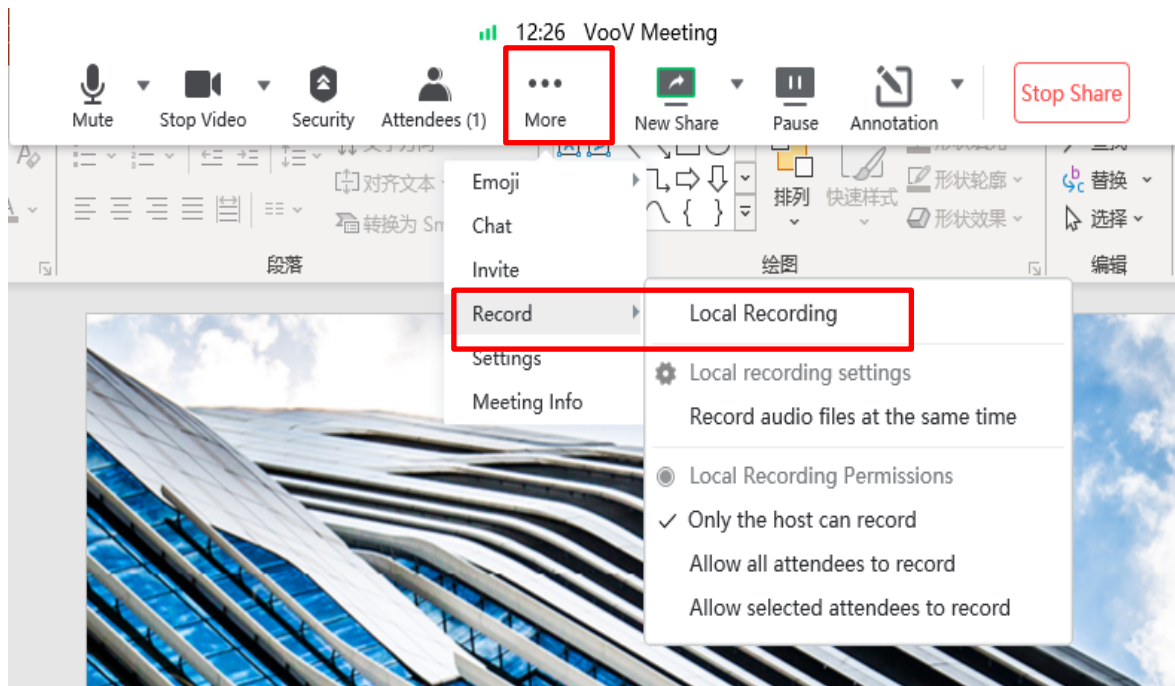 12:26 VooV Meeting
Mute Stop Video Security Attendees (1) More New Share Pause Annotation Stop Share
对齐文本
转换为 Sm
段落
Emoji
Chat
Invite
Record
Settings
Meeting Info
排列
快速样式
形状轮廓
形状效果
绘图
替换
选择
编辑
Local Recording
Local recording settings
Record audio files at the same time
Local Recording Permissions
Only the host can record
Allow all attendees to record
Allow selected attendees to record